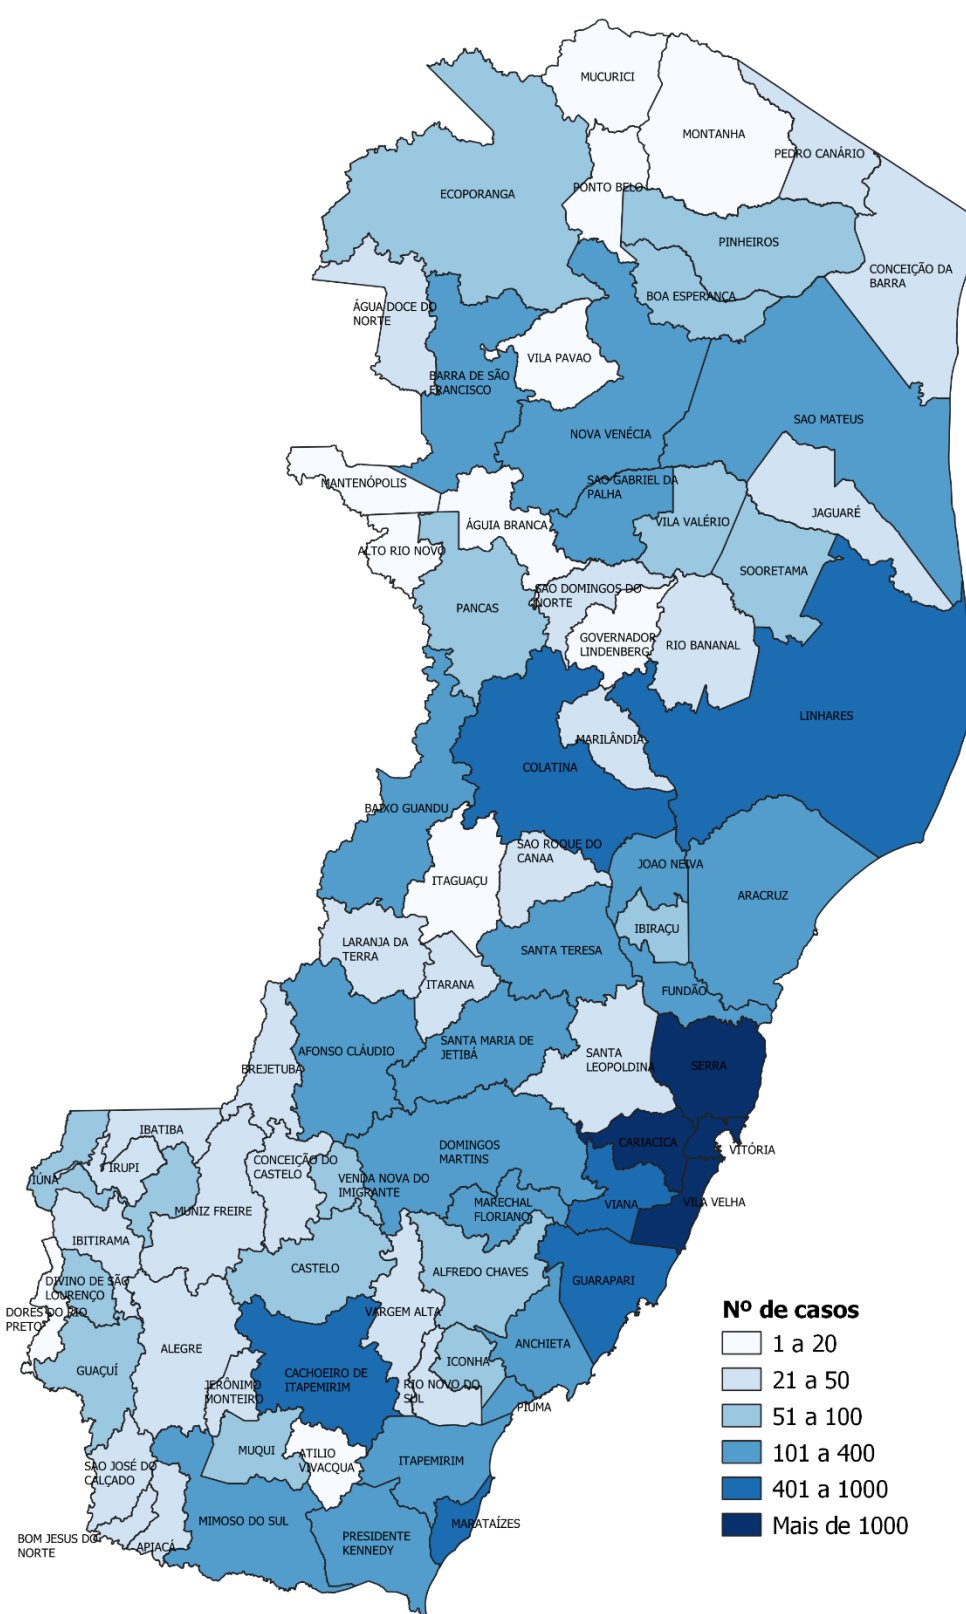 MUCURICI
MONTANHA
PEDRO CANÁRIO
ECOPORANGA
PONTO BELO
PINHEIROS
CONCEIÇÃO DA
BARRA
BOA ESPERANÇA
ÁGUA DOCE DO
NORTE
VILA PAVAO
BARRA DE SÃO
FRANCISCO
SAO MATEUS
NOVA VENÉCIA
MANTENÓPOLIS
SAO GABRIEL DA
PALHA
JAGUARÉ
ÁGUIA BRANCA
VILA VALÉRIO
ALTO RIO NOVO
SOORETAMA
SAO DOMINGOS DO
NORTE
PANCAS
GOVERNADOR
LINDENBERG
RIO BANANAL
LINHARES
MARILÂNDIA
COLATINA
BAIXO GUANDU
SAO ROQUE DO
CANAA
JOAO NEIVA
ITAGUAÇU
ARACRUZ
IBIRAÇU
LARANJA DA
TERRA
SANTA TERESA
ITARANA
FUNDÃO
SANTA MARIA DE
JETIBÁ
AFONSO CLÁUDIO
SANTA
LEOPOLDINA
BREJETUBA
SERRA
IBATIBA
CARIACICA
VITÓRIA
DOMINGOS
MARTINS
IRUPI
CONCEIÇÃO DO
CASTELO
IÚNA
VENDA NOVA DO
IMIGRANTE
MARECHAL
FLORIANO
VIANA
VILA VELHA
MUNIZ FREIRE
IBITIRAMA
CASTELO
ALFREDO CHAVES
GUARAPARI
DIVINO DE SÃO
LOURENÇO
DORES DO RIO
PRETO
VARGEM ALTA
ANCHIETA
ALEGRE
ICONHA
GUAÇUÍ
CACHOEIRO DE
ITAPEMIRIM
JERÔNIMO
MONTEIRO
RIO NOVO DO
SUL
PIUMA
MUQUI
ATILIO
VIVACQUA
ITAPEMIRIM
SAO JOSÉ DO
CALÇADO
MIMOSO DO SUL
MARATAÍZES
BOM JESUS DO
NORTE
APIACÁ
PRESIDENTE
KENNEDY
Nº de casos
1 a 20
21 a 50
51 a 100
101 a 400
401 a 1000
Mais de 1000